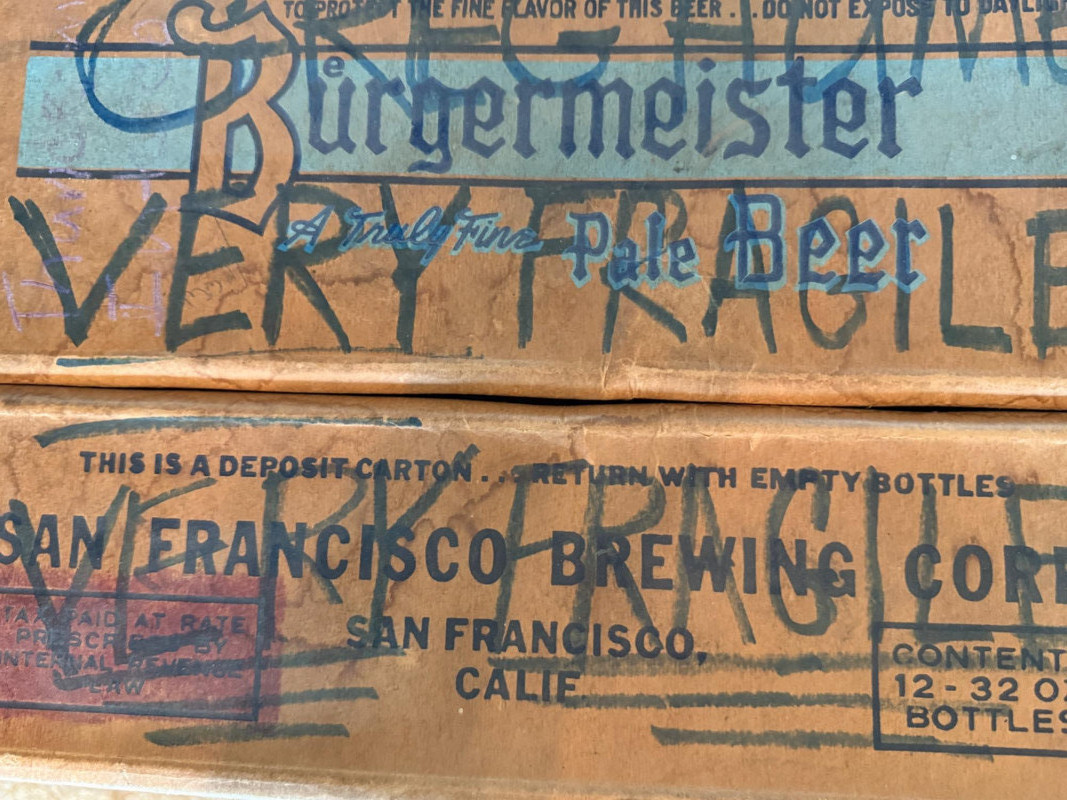 TO PROTECT THE FINE FLAVOR OF THIS BEER . . . DO NOT EXPOSE TO
Burgermeister
A Truly Fine Pale Beer
VERY FRAGILE
THIS IS A DEPOSIT CARTON . . . RETURN WITH EMPTY BOTTLES
VERY FRAGILE
SAN FRANCISCO BREWING CORP
SAN FRANCISCO,
CALIF.
TAX PAID AT RATE
PRESCRIBED BY
INTERNAL REVENUE
LAW
CONTENT
12 - 32 OZ
BOTTLES